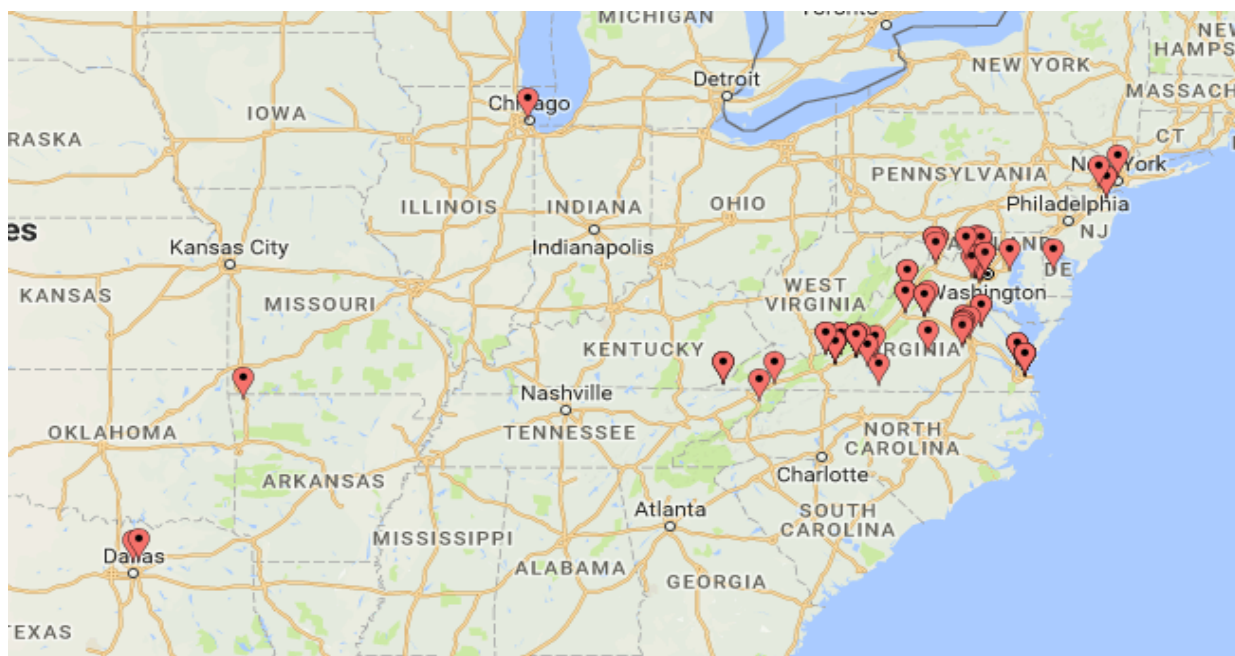 MICHIGAN
Toronto
NEW
HAMPS
Detroit
NEW YORK
Chicago
IOWA
MASSACH
CT
RASKA
New York
PENNSYLVANIA
ILLINOIS
INDIANA
OHIO
Philadelphia
NJ
es
Kansas City
Indianapolis
MARYLAND
DE
KANSAS
MISSOURI
WEST
VIRGINIA
Washington
KENTUCKY
VIRGINIA
Nashville
OKLAHOMA
TENNESSEE
NORTH
CAROLINA
ARKANSAS
Charlotte
Atlanta
SOUTH
CAROLINA
MISSISSIPPI
Dallas
ALABAMA
GEORGIA
TEXAS